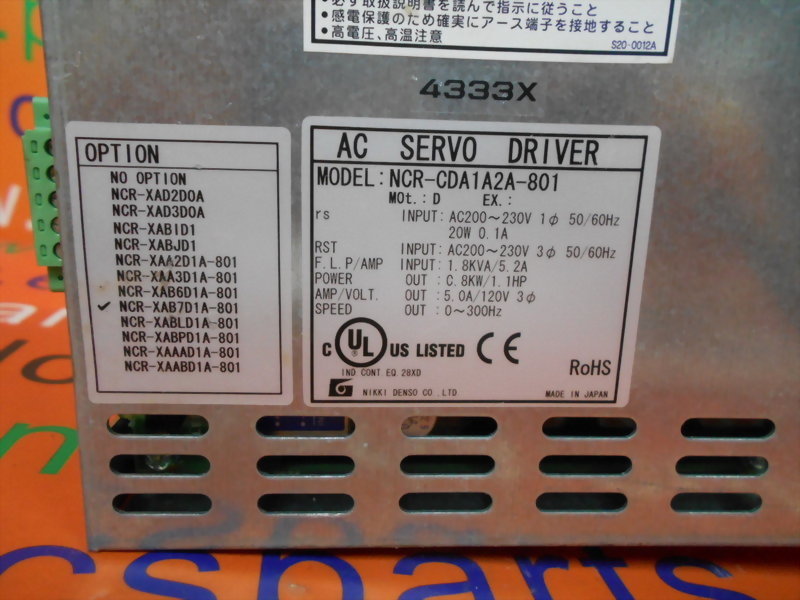 ●必ず取扱説明書を読んで指示に従うこと
●感電保護のため確実にアース端子を接地すること
●高電圧、高温注意
S20-0012A
4333X
OPTION
NO OPTION
NCR-XAD2D0A
NCR-XAD3D0A
NCR-XABID1
NCR-XABJD1
NCR-XAA2D1A-801
NCR-XAA3D1A-801
NCR-XAB6D1A-801
✓ NCR-XAB7D1A-801
NCR-XABLD1A-801
NCR-XABPD1A-801
NCR-XAAAD1A-801
NCR-XAABD1A-801
AC SERVO DRIVER
MODEL:NCR-CDA1A2A-801
MOt.:D EX.:
rs INPUT:AC200～230V 1φ 50/60Hz
20W 0.1A
RST INPUT:AC200～230V 3φ 50/60Hz
F.L.P/AMP INPUT:1.8KVA/5.2A
POWER OUT :0.8KW/1.1HP
AMP/VOLT. OUT :5.0A/120V 3φ
SPEED OUT :0～300Hz
C UL ® US LISTED CE
IND CONT EQ 28XD
RoHS
NIKKI DENSO CO.,LTD MADE IN JAPAN
csparts